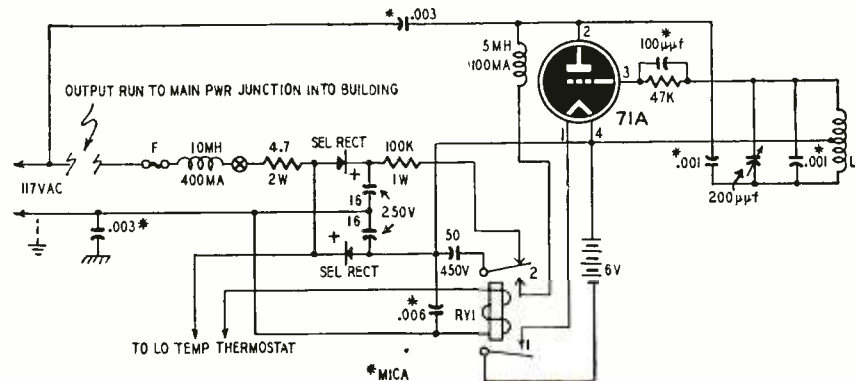 * .003
5MH
100MA
2
*
100µµf
3
47K
71A
1
4
OUTPUT RUN TO MAIN PWR JUNCTION INTO BUILDING
F
10MH
400MA
4.7
2W
SEL RECT
+
100K
1W
117VAC
16
16
250V
.003*
+
SEL RECT
50
450V
2
*.001
200µµf
*
.001
L
6V
*
.006
RY1
1
TO LO TEMP THERMOSTAT
*MICA